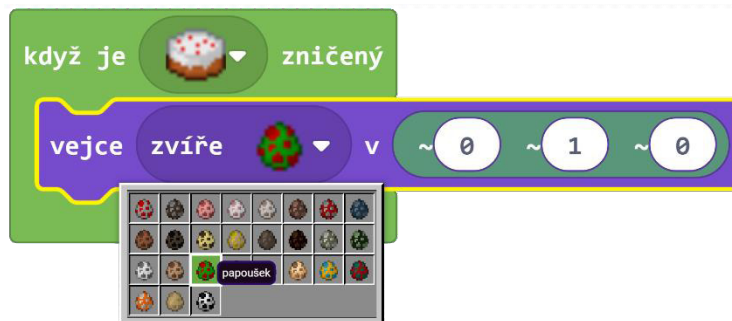 když je zničený
vejce zvíře v ~0 ~1 ~0
papoušek